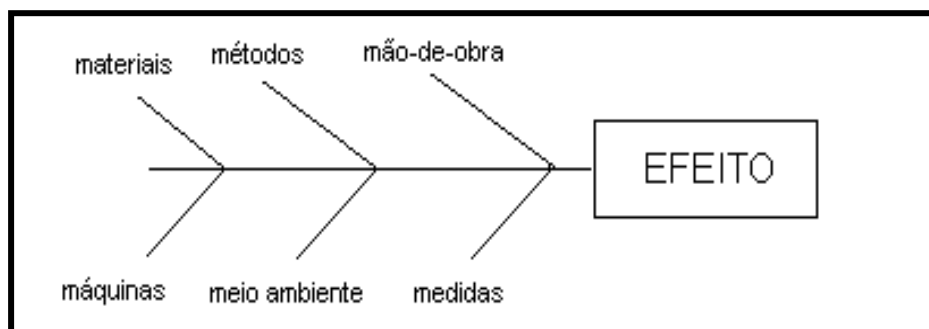 materiais
métodos
mão-de-obra
EFEITO
máquinas
meio ambiente
medidas